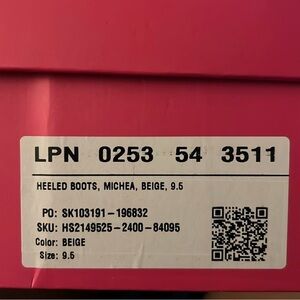 LPN 0253 54 3511
HEELED BOOTS, MICHEA, BEIGE, 9.5
PO: SK103191-196832
SKU: HS2149525-2400-84095
Color: BEIGE
Size: 9.5